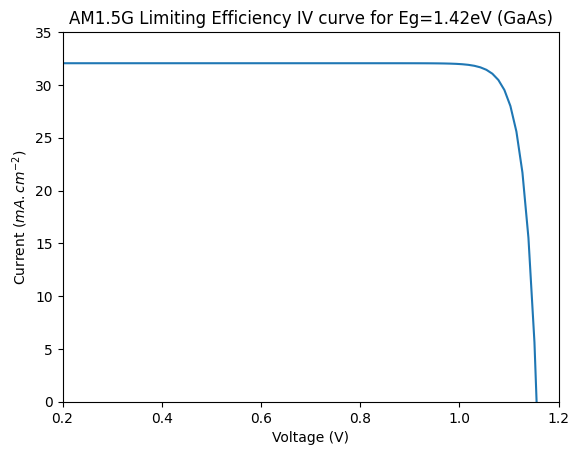 AM1.5G Limiting Efficiency IV curve for Eg=1.42eV (GaAs)
35
30
25
20
15
10
5
0
Current (mA.cm⁻²)
0.2 0.4 0.6 0.8 1.0 1.2
Voltage (V)